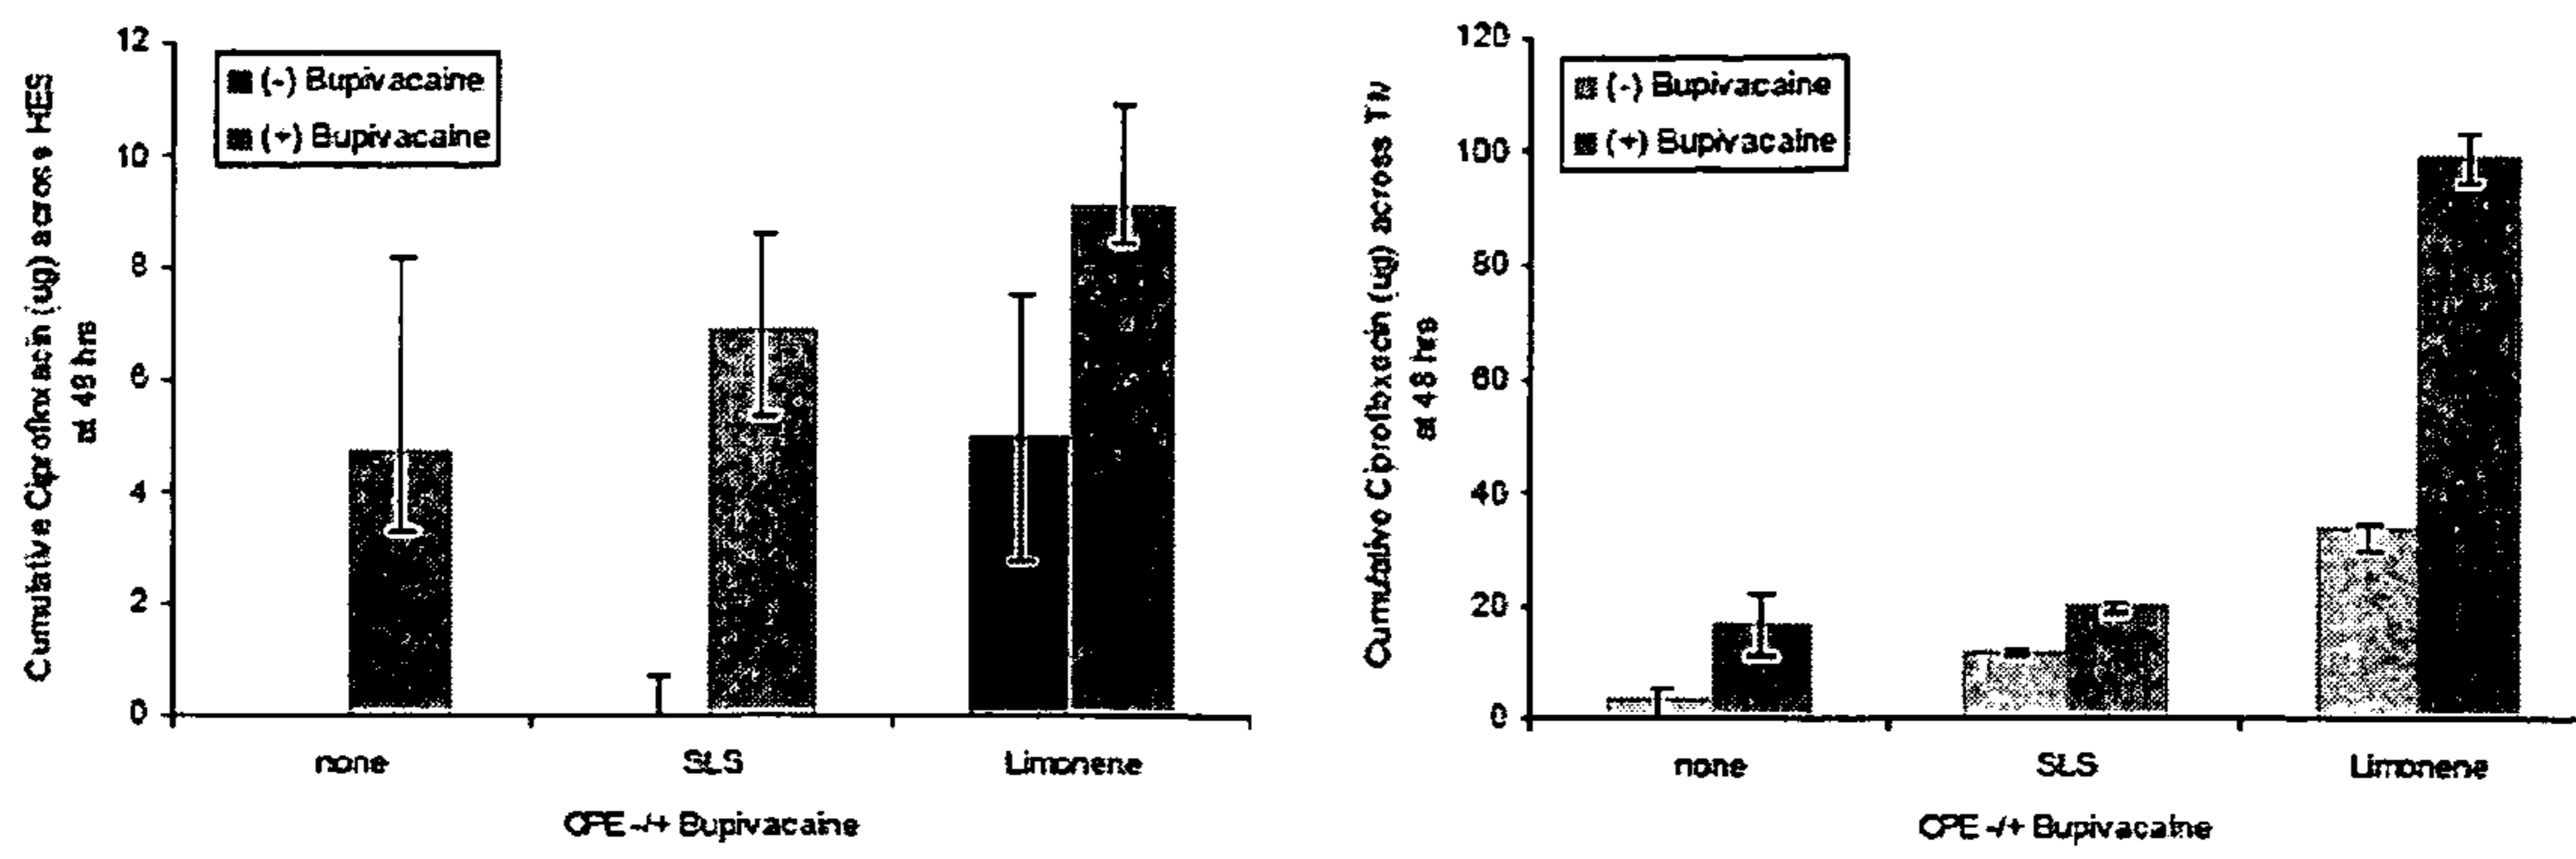 Cumulative Ciprofloxacin (ug) across HES
at 48 hrs
12
10
8
6
4
2
0
(-) Bupivacaine
(+) Bupivacaine
none
SLS
Limonene
CPE -/+ Bupivacaine
Cumulative Ciprofloxacin (ug) across TM
at 48 hrs
120
100
80
60
40
20
0
(-) Bupivacaine
(+) Bupivacaine
none
SLS
Limonene
CPE -/+ Bupivacaine